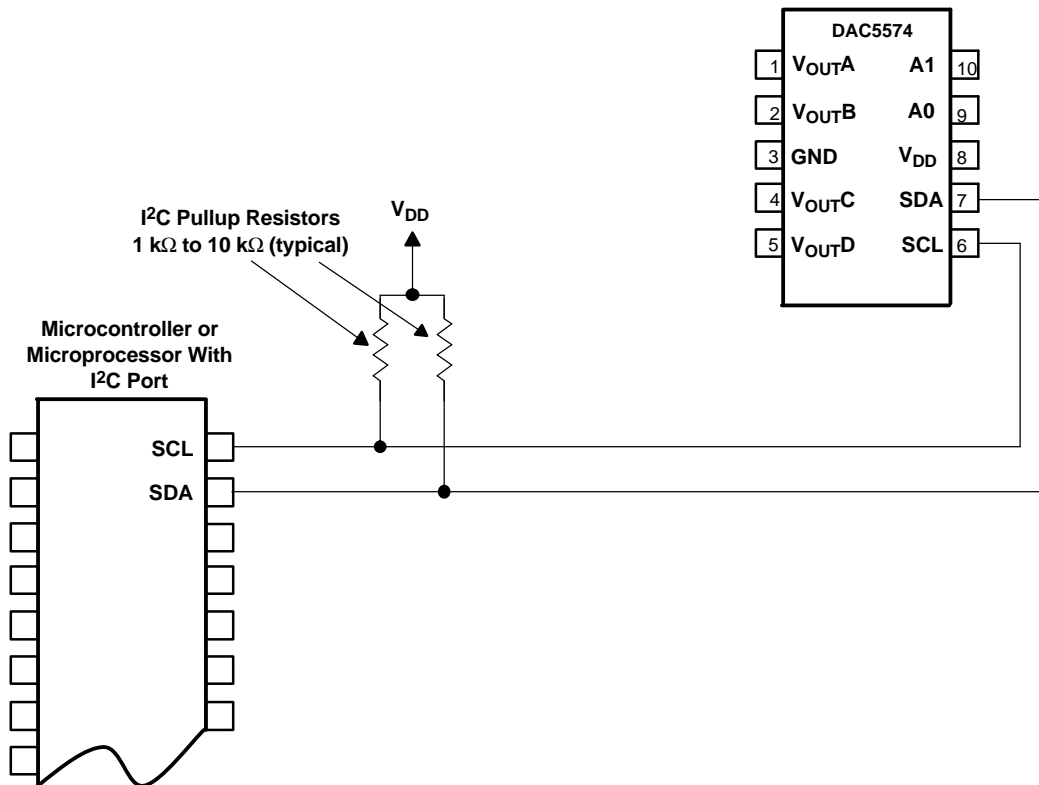 DAC5574
1 VOUTA A1 10
2 VOUTB A0 9
3 GND VDD 8
4 VOUTC SDA 7
5 VOUTD SCL 6
I2C Pullup Resistors
1 kΩ to 10 kΩ (typical)
VDD
Microcontroller or
Microprocessor With
I2C Port
SCL
SDA